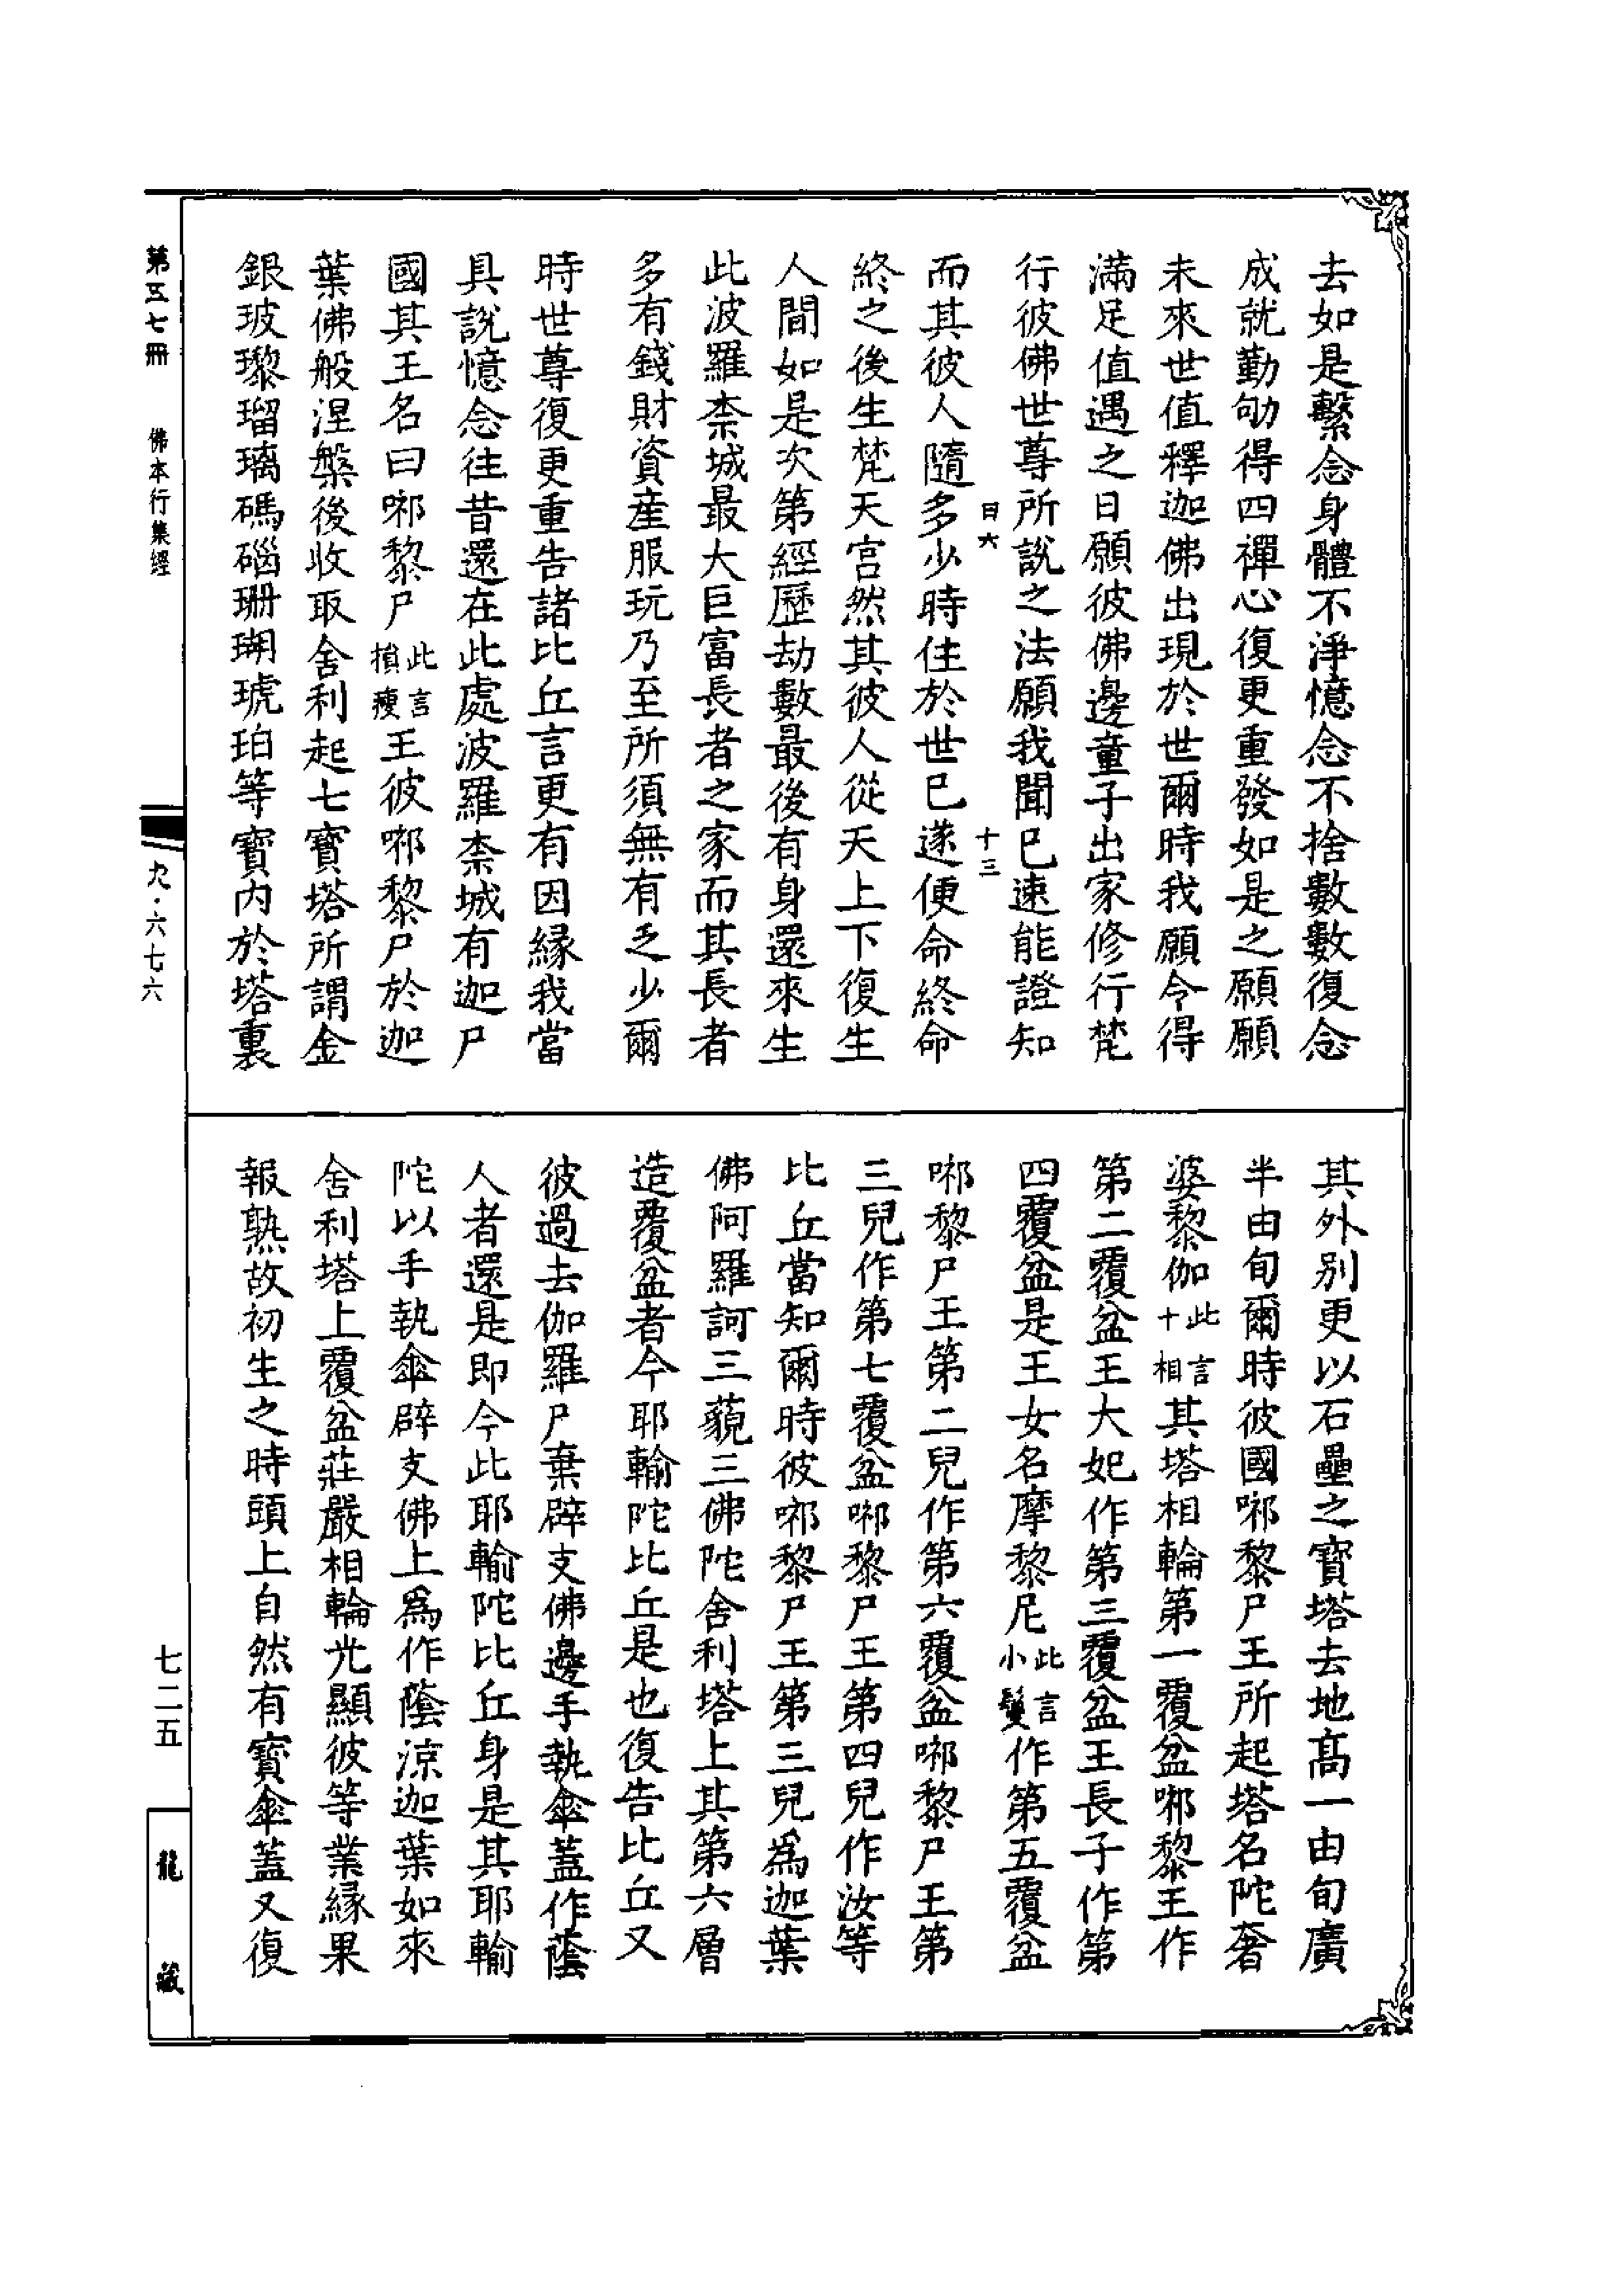 去如是繫念身體不淨憶念不捨數數復念
成就勤劬得四禪心復更重發如是之願願
未來世值釋迦佛出現於世爾時我願令得
滿足值遇之日願彼佛邊童子出家修行梵
行彼佛世尊所說之法願我聞已速能證知
日六
十三
而其彼人隨多少時住於世已遂便命終命
終之後生梵天宫然其彼人從天上下復生
人間如是次第經歷劫數最後有身還來生
此波羅柰城最大巨富長者之家而其長者
多有錢財資產服玩乃至所須無有乏少爾
時世尊復更重告諸比丘言更有因緣我當
具說憶念往昔還在此處波羅柰城有迦尸
國其王名曰𠶹黎尸此言損瘦王彼𠶹黎尸於迦
葉佛般涅槃後收取舍利起七寶塔所謂金
銀玻瓈瑠璃碼碯珊瑚琥珀等寶内於塔裏
其外别更以石壘之寶塔去地髙一由旬廣
半由旬爾時彼國𠶹黎尸王所起塔名陀奢
婆黎伽此言十相其塔相輪第一覆盆𠶹黎王作
第二覆盆王大妃作第三覆盆王長子作第
四覆盆是王女名摩黎尼此言小鬘作第五覆盆
𠶹黎尸王第二兒作第六覆盆𠶹黎尸王第
三兒作第七覆盆𠶹黎尸王第四兒作汝等
比丘當知爾時彼𠶹黎尸王第三兒爲迦葉
佛阿羅訶三藐三佛陀舍利塔上其第六層
造覆盆者今耶輸陀比丘是也復告比丘又
彼過去伽羅尸棄辟支佛邊手執傘蓋作蔭
人者還是即今此耶輸陀比丘身是其耶輸
陀以手執傘辟支佛上爲作蔭涼迦葉如來
舍利塔上覆盆莊嚴相輪光顯彼等業緣果
報熟故初生之時頭上自然有寶傘蓋又復
第五七冊
佛本行集經
九·六七六
七二五
龍藏